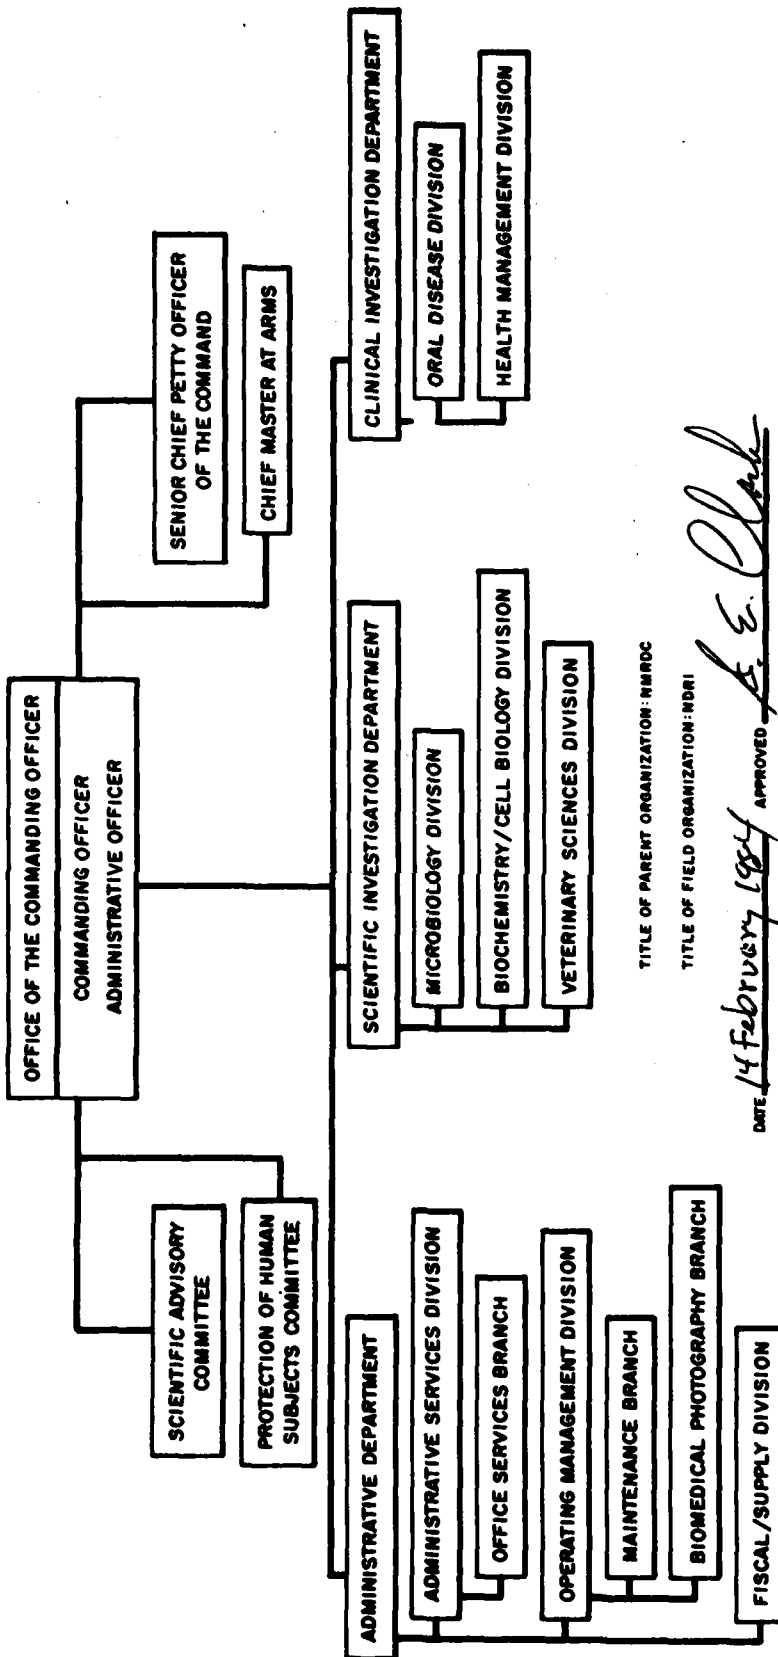 OFFICE OF THE COMMANDING OFFICER
COMMANDING OFFICER
ADMINISTRATIVE OFFICER
SCIENTIFIC ADVISORY
COMMITTEE
PROTECTION OF HUMAN
SUBJECTS COMMITTEE
SENIOR CHIEF PETTY OFFICER
OF THE COMMAND
CHIEF MASTER AT ARMS
ADMINISTRATIVE DEPARTMENT
ADMINISTRATIVE SERVICES DIVISION
OFFICE SERVICES BRANCH
OPERATING MANAGEMENT DIVISION
MAINTENANCE BRANCH
BIOMEDICAL PHOTOGRAPHY BRANCH
FISCAL/SUPPLY DIVISION
SCIENTIFIC INVESTIGATION DEPARTMENT
MICROBIOLOGY DIVISION
BIOCHEMISTRY/CELL BIOLOGY DIVISION
VETERINARY SCIENCES DIVISION
CLINICAL INVESTIGATION DEPARTMENT
ORAL DISEASE DIVISION
HEALTH MANAGEMENT DIVISION
TITLE OF PARENT ORGANIZATION: NMRDC
TITLE OF FIELD ORGANIZATION: NDRI
DATE 14 February 1984 APPROVED E. Clark